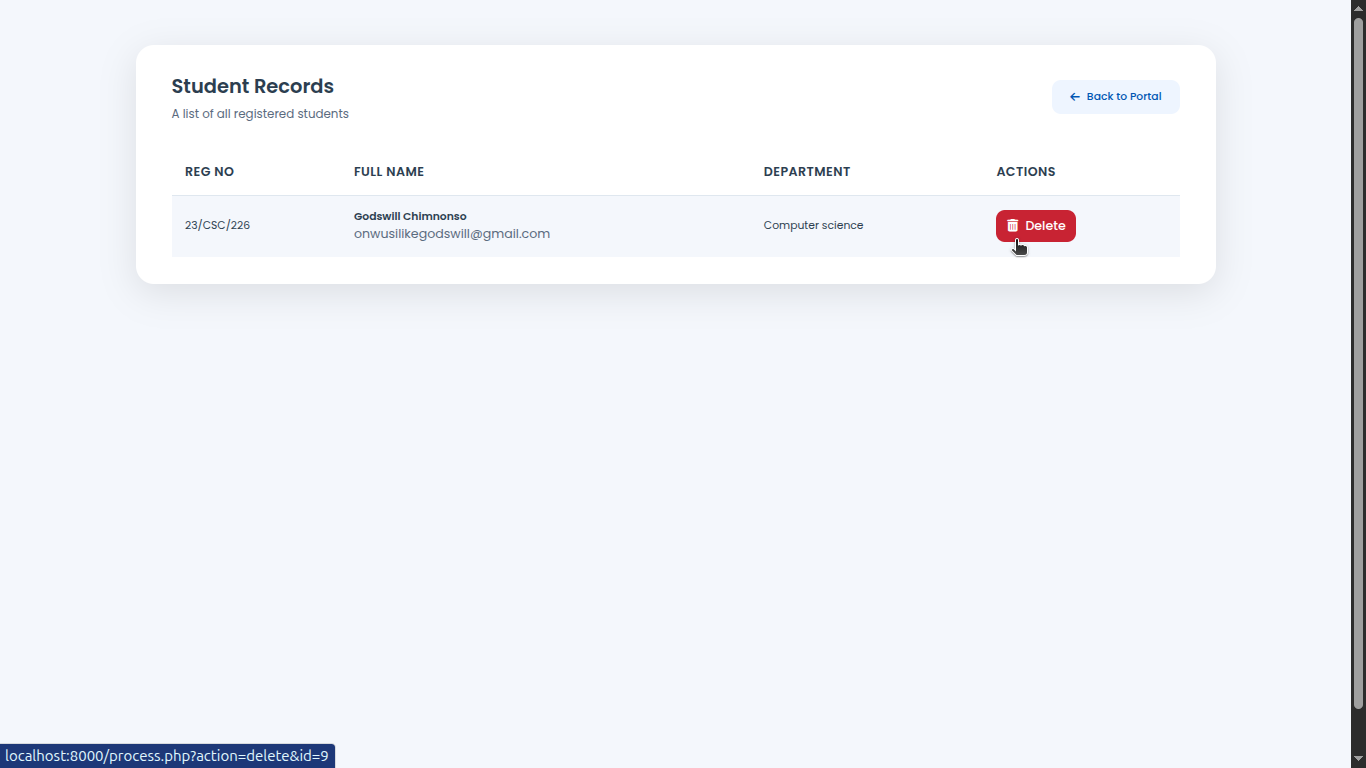 Student Records
A list of all registered students
Back to Portal
REG NO FULL NAME DEPARTMENT ACTIONS
23/CSC/226 Godswill Chimnonso Computer science Delete
onwusilikegodswill@gmail.com
localhost:8000/process.php?action=delete&id=9